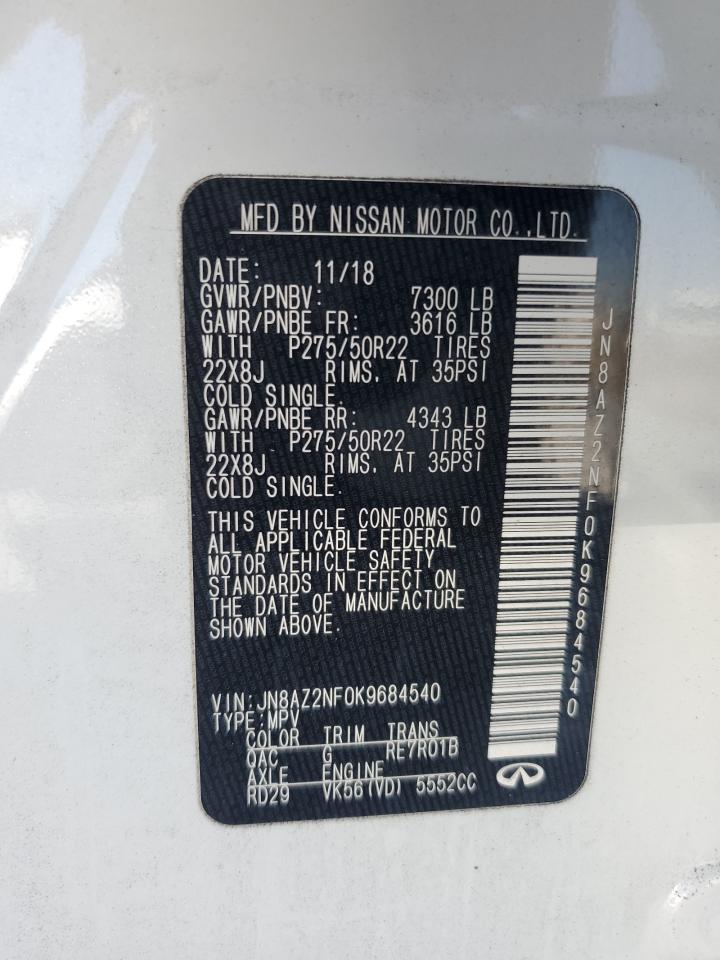 MFD BY NISSAN MOTOR CO.,LTD.
DATE: 11/18
GVWR/PNBV: 7300 LB
GAWR/PNBE FR: 3616 LB
WITH P275/50R22 TIRES
22X8J RIMS, AT 35PSI
COLD SINGLE.
GAWR/PNBE RR: 4343 LB
WITH P275/50R22 TIRES
22X8J RIMS, AT 35PSI
COLD SINGLE.
THIS VEHICLE CONFORMS TO
ALL APPLICABLE FEDERAL
MOTOR VEHICLE SAFETY
STANDARDS IN EFFECT ON
THE DATE OF MANUFACTURE
SHOWN ABOVE.
VIN:JN8AZ2NF0K9684540
TYPE:MPV
COLOR TRIM TRANS
QAC G RE7R01B
AXLE ENGINE
RD29 VK56(VD) 5552CC
JN8AZ2NF0K9684540